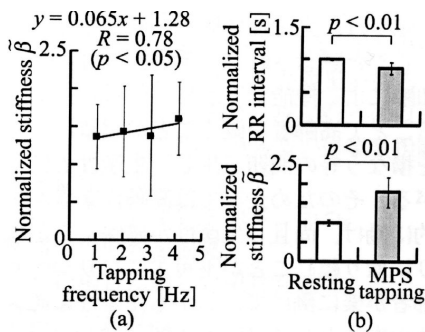 y = 0.065x + 1.28
R = 0.78
(p < 0.05)
Normalized stiffness β̃
2.5
0
0 1 2 3 4 5
Tapping
frequency [Hz]
(a)
Normalized
RR interval [s]
1.5
0
p < 0.01
Normalized
stiffness β̃
2.5
0
p < 0.01
Resting
MPS
tapping
(b)